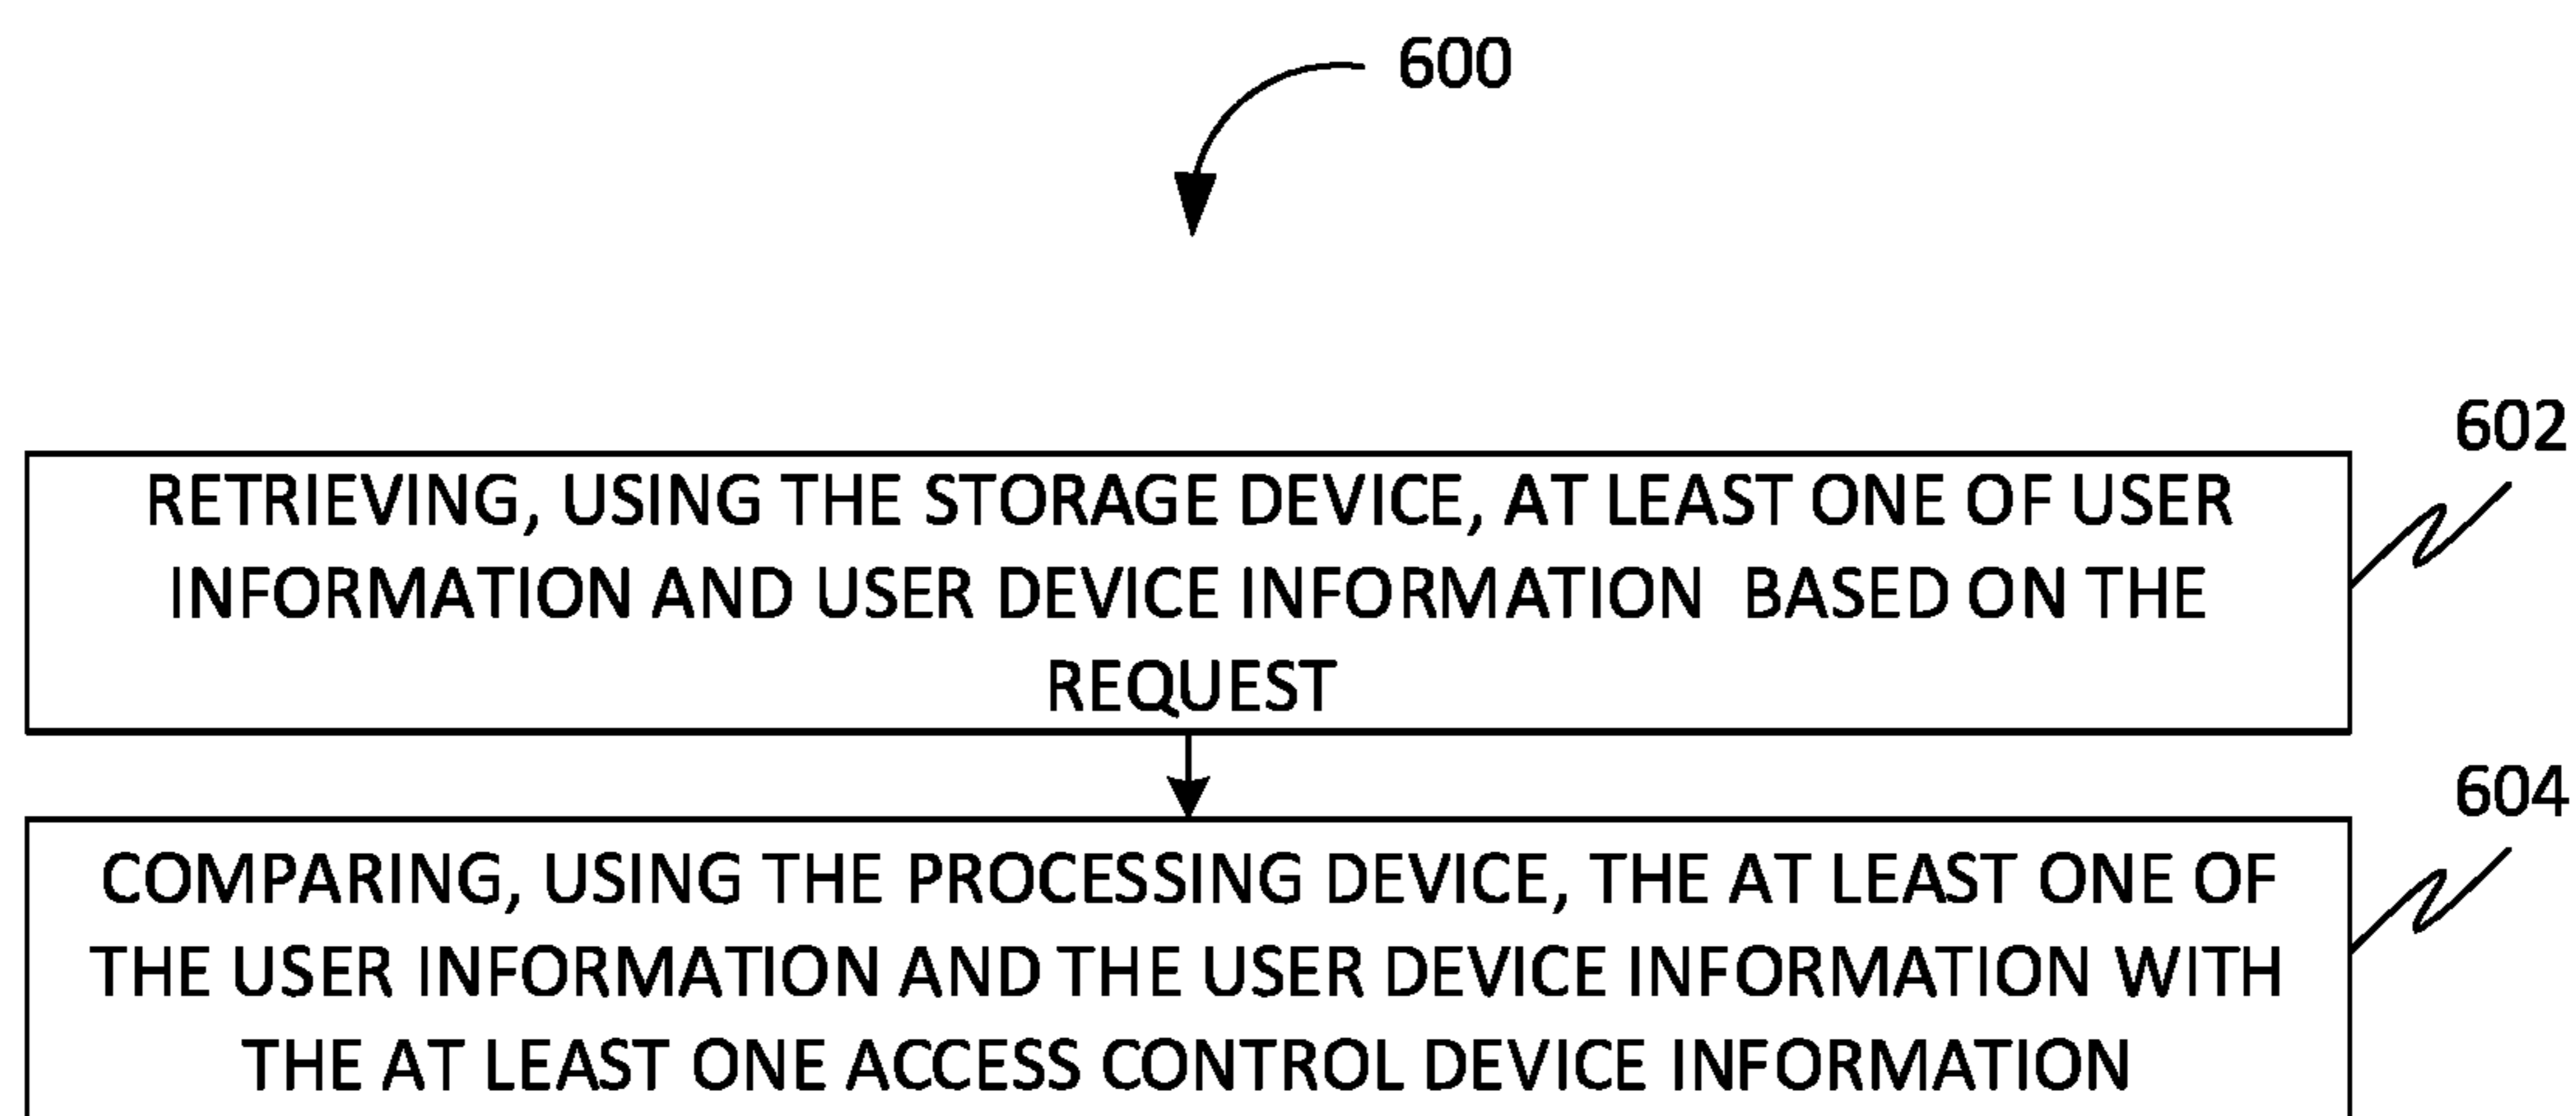 600
602
RETRIEVING, USING THE STORAGE DEVICE, AT LEAST ONE OF USER
INFORMATION AND USER DEVICE INFORMATION BASED ON THE
REQUEST
604
COMPARING, USING THE PROCESSING DEVICE, THE AT LEAST ONE OF
THE USER INFORMATION AND THE USER DEVICE INFORMATION WITH
THE AT LEAST ONE ACCESS CONTROL DEVICE INFORMATION